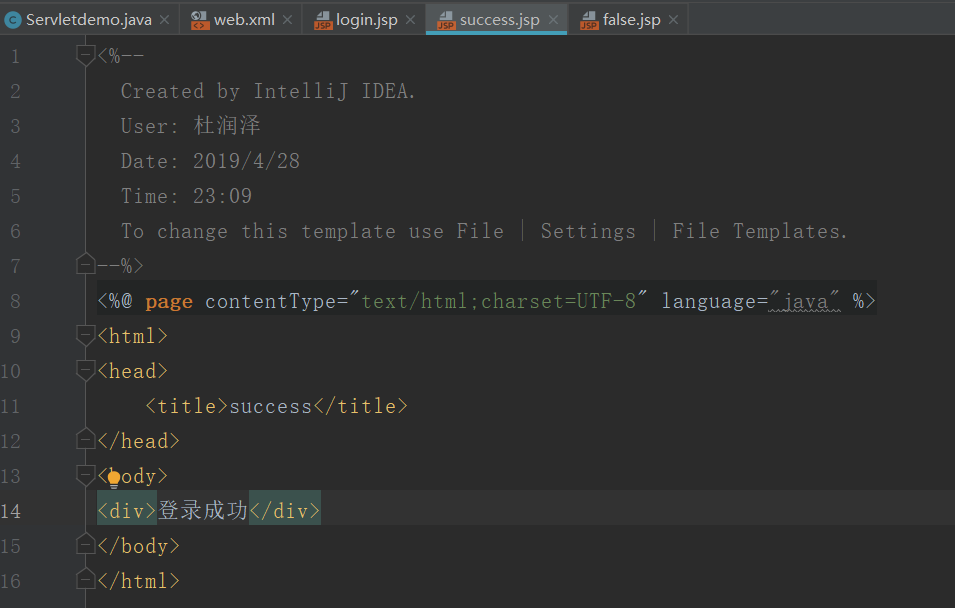 Servletdemo.java web.xml login.jsp success.jsp false.jsp
1 <%--
2 Created by IntelliJ IDEA.
3 User: 杜润泽
4 Date: 2019/4/28
5 Time: 23:09
6 To change this template use File | Settings | File Templates.
7 --%>
8 <%@ page contentType="text/html;charset=UTF-8" language="java" %>
9 <html>
10 <head>
11 <title>success</title>
12 </head>
13 <body>
14 <div>登录成功</div>
15 </body>
16 </html>